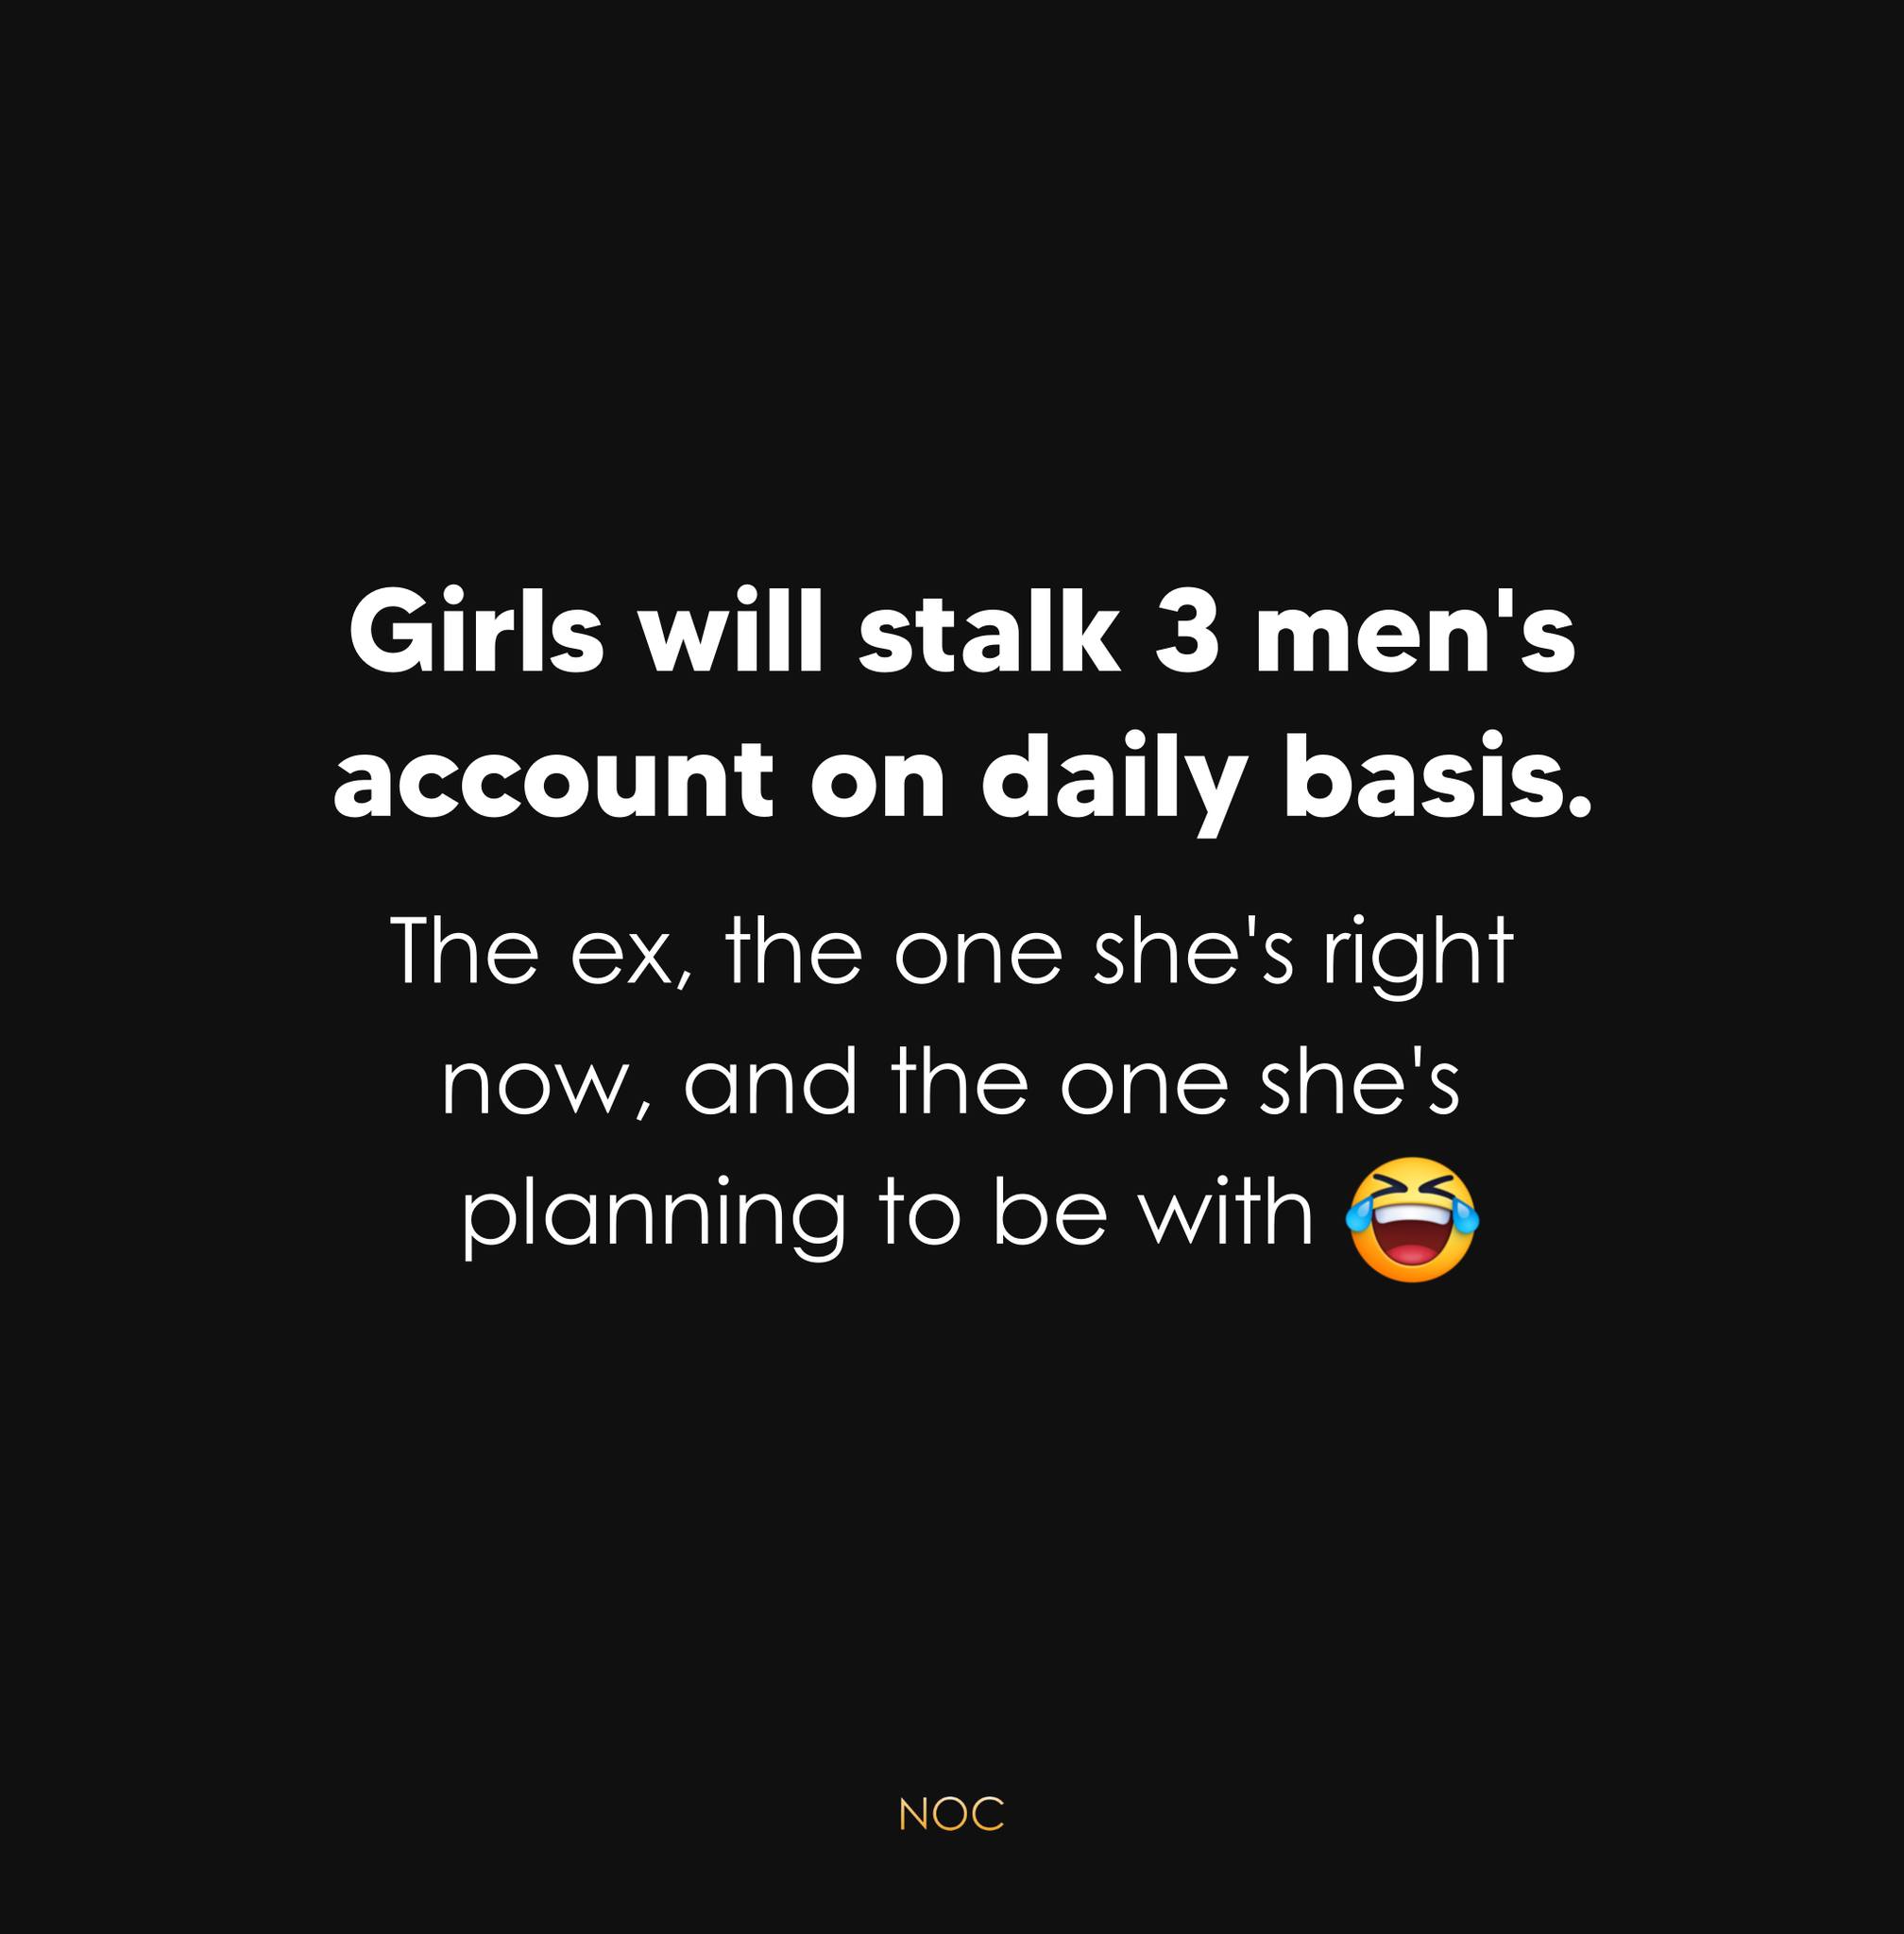 Girls will stalk 3 men's
account on daily basis.
The ex, the one she's right
now, and the one she's
planning to be with 🤣
NOC